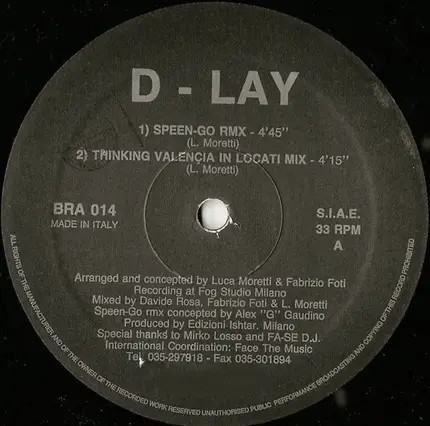 D - LAY
1) SPEEN-GO RMX - 4'45"
(L. Moretti)
2) THINKING VALENCIA IN LOCATI MIX - 4'15"
(L. Moretti)
BRA 014
MADE IN ITALY
S.I.A.E.
33 RPM
A
Arranged and concepted by Luca Moretti & Fabrizio Foti
Recording at Fog Studio Milano
Mixed by Davide Rosa, Fabrizio Foti & L. Moretti
Speen-Go rmx concepted by Alex "G" Gaudino
Produced by Edizioni Ishtar. Milano
Special thanks to Mirko Losso and FA-SE D.J.
International Coordination: Face The Music
Tel. 035-297918 - Fax 035-301894
ALL RIGHTS OF THE MANUFACTURER AND OF THE OWNER OF THE RECORDED WORK RESERVED UNAUTHORISED PUBLIC PERFORMANCE BROADCASTING AND COPYING OF THIS RECORD PROHIBITED